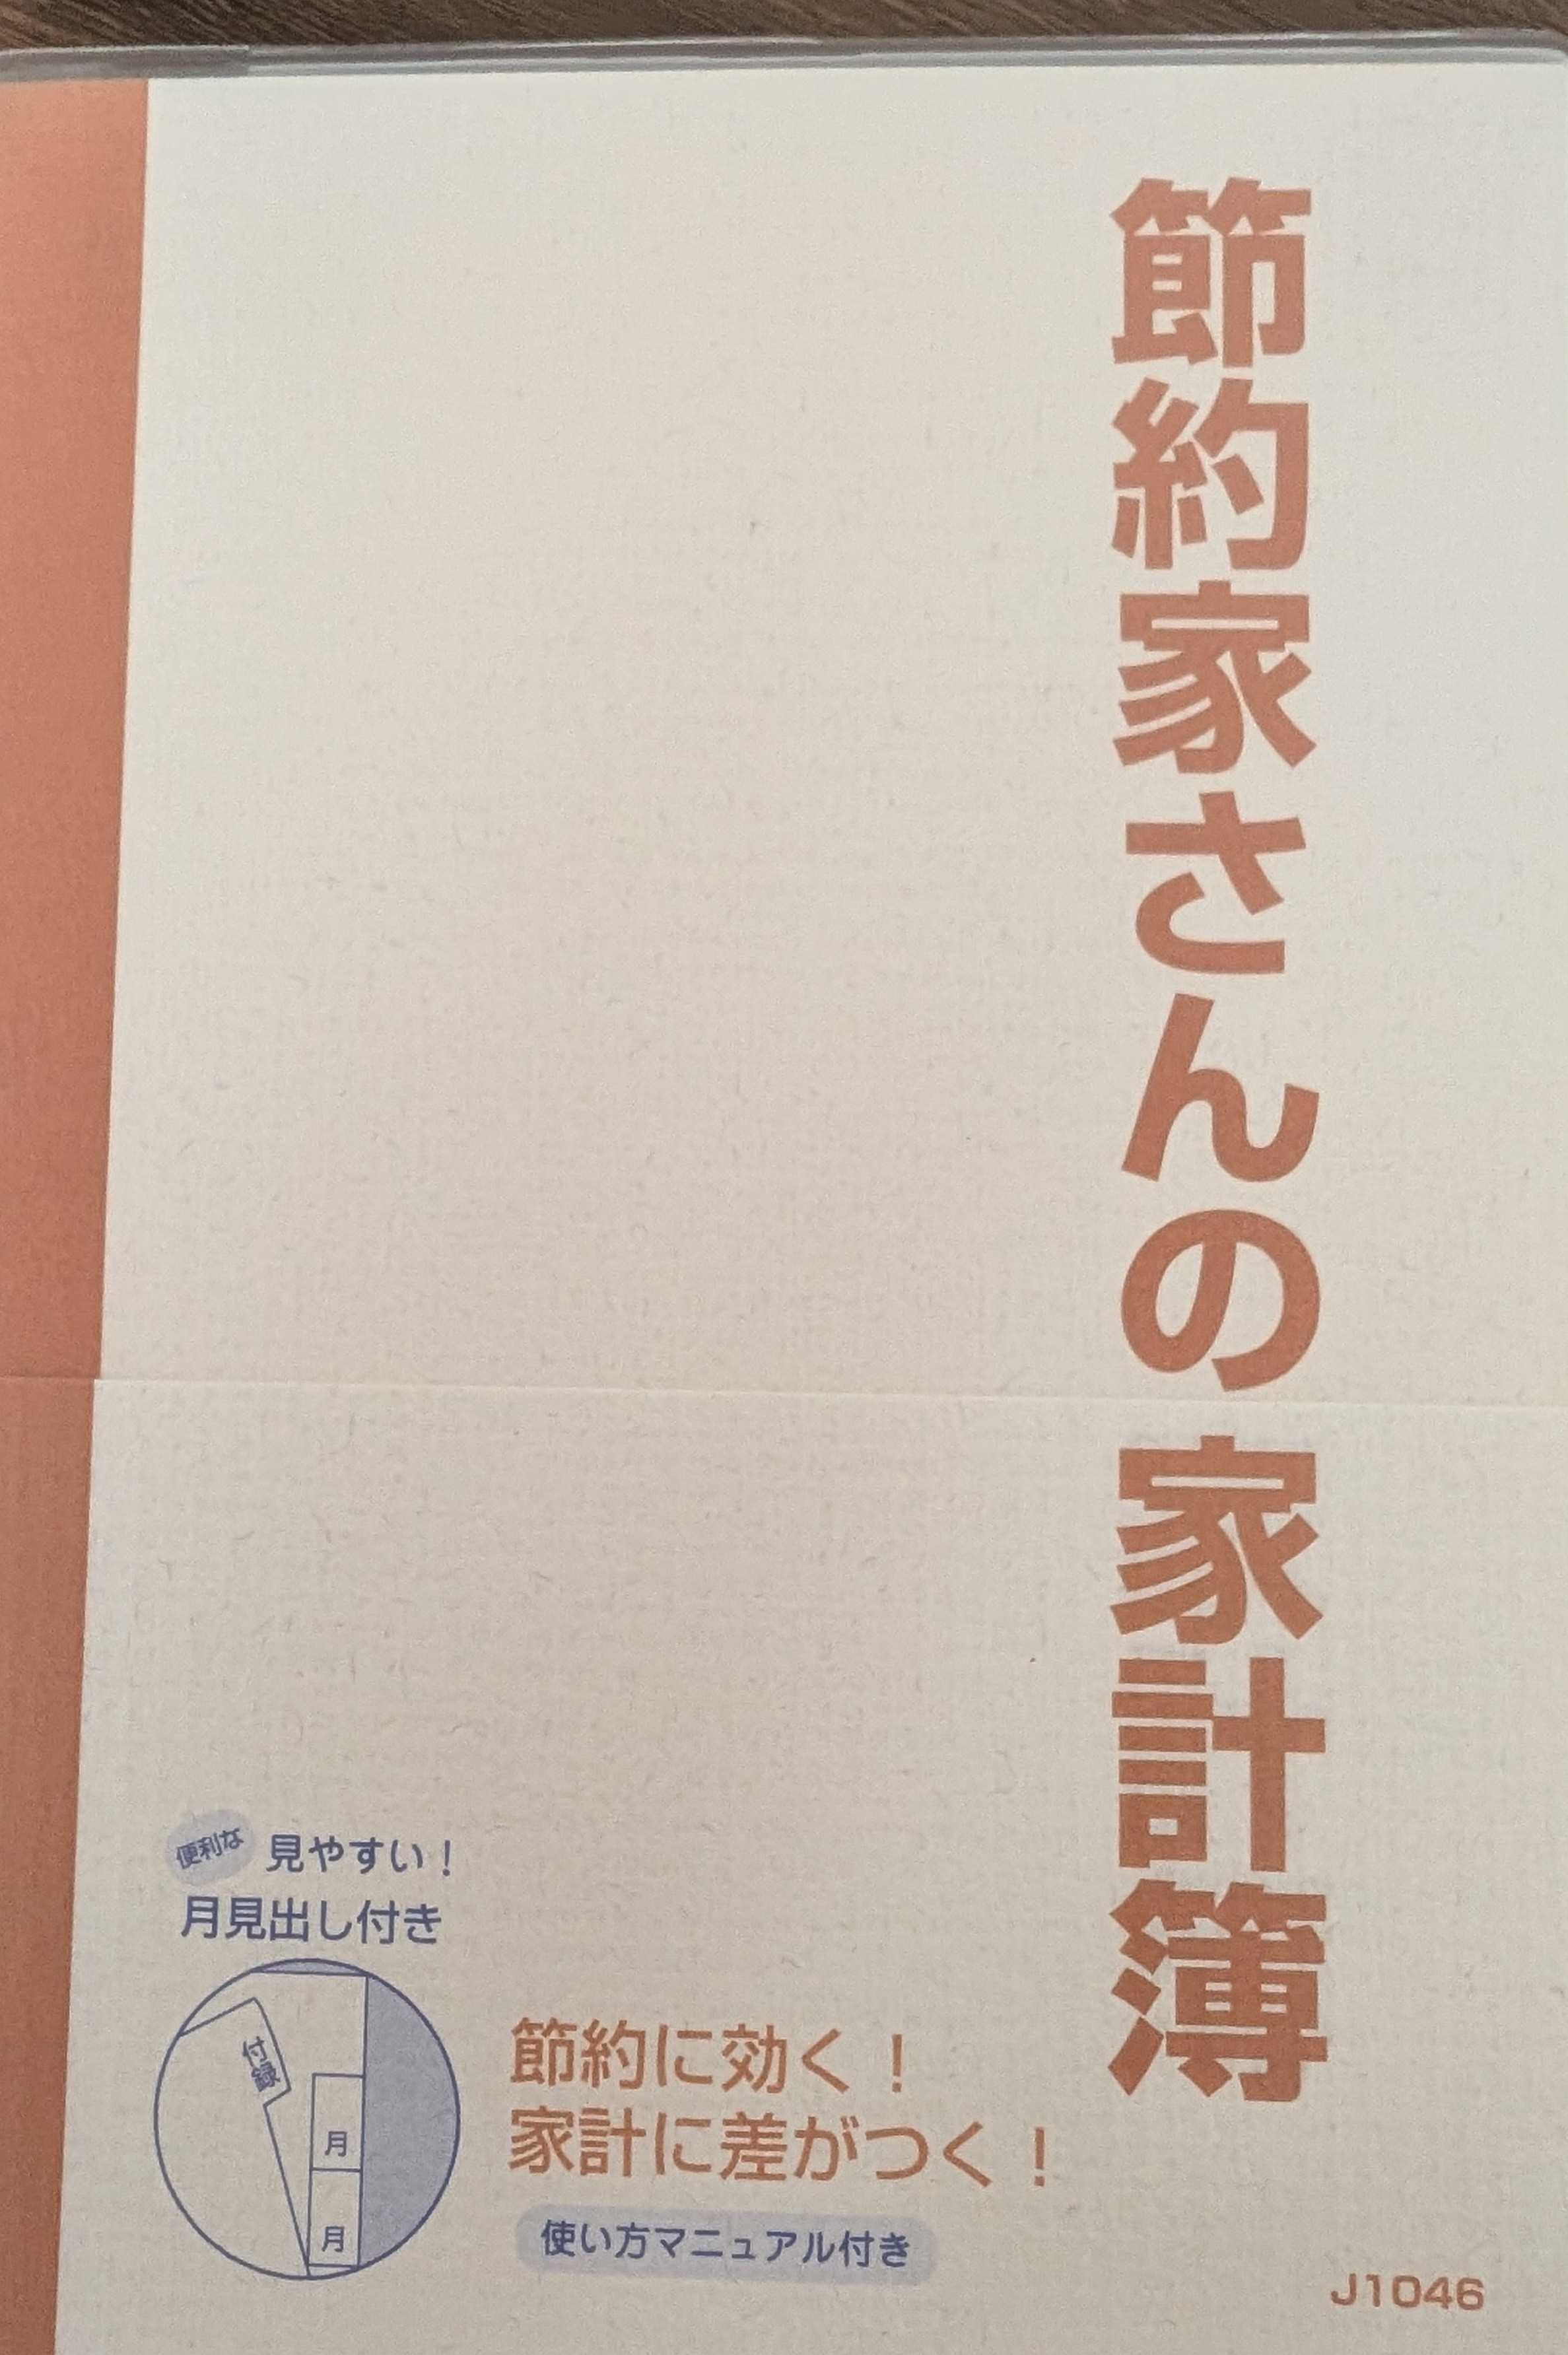 節約家さんの家計簿
便利な 見やすい!
月見出し付き
付録
月
月
節約に効く!
家計に差がつく!
使い方マニュアル付き
J1046